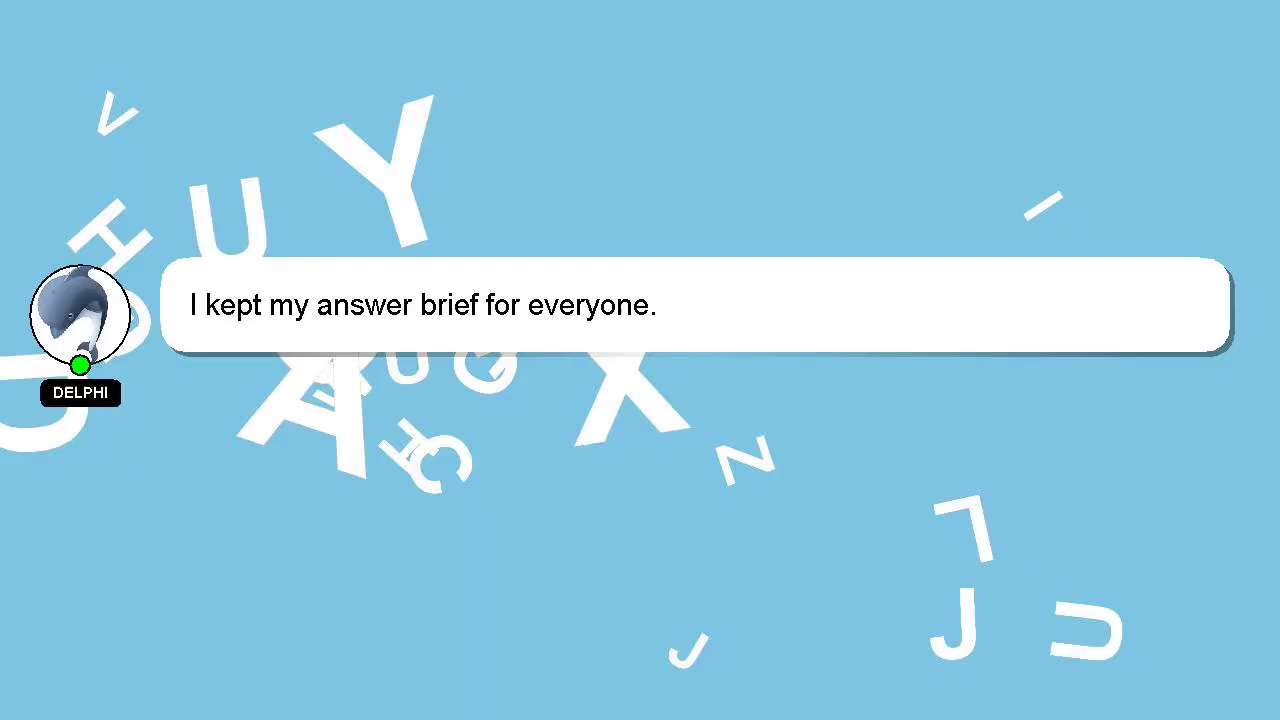 V
Y
U
H
I
I kept my answer brief for everyone.
DELPHI
U
G
X
A
H
C
N
L
J
U
J